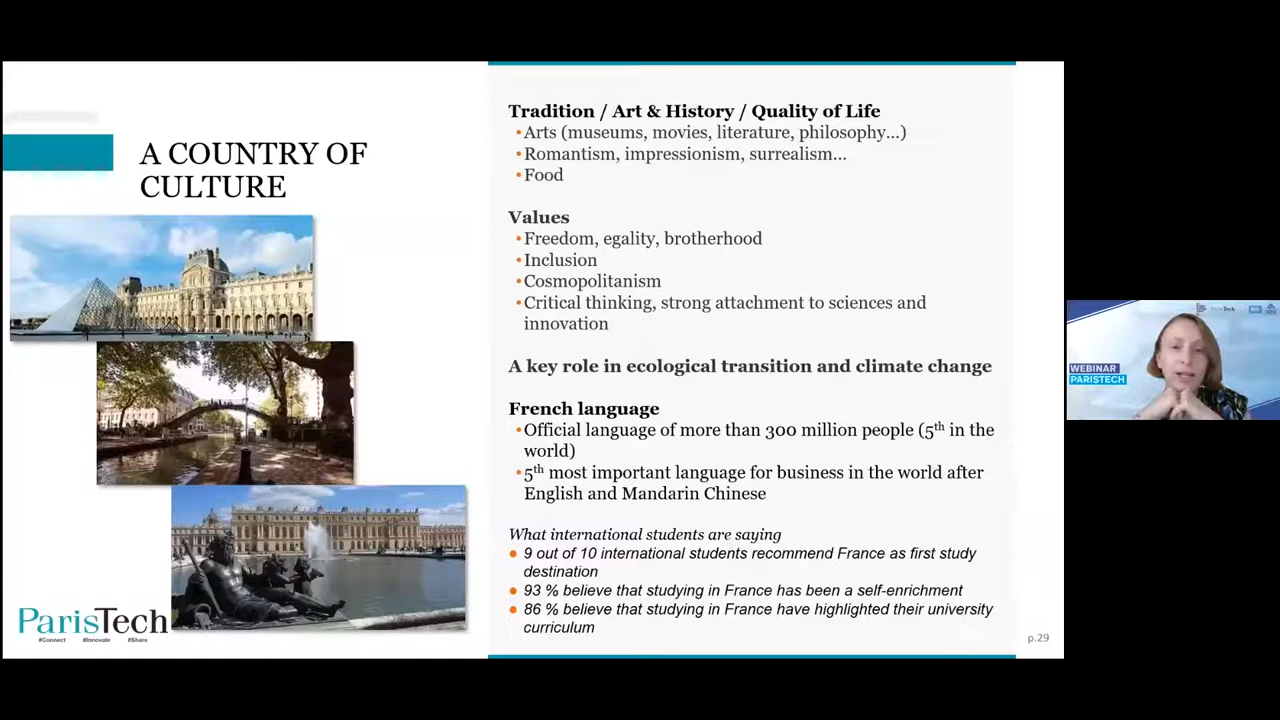 A COUNTRY OF
CULTURE
Tradition / Art & History / Quality of Life
•Arts (museums, movies, literature, philosophy...)
•Romantism, impressionism, surrealism...
•Food
Values
•Freedom, egality, brotherhood
•Inclusion
•Cosmopolitanism
•Critical thinking, strong attachment to sciences and
innovation
A key role in ecological transition and climate change
French language
•Official language of more than 300 million people (5th in the
world)
•5th most important language for business in the world after
English and Mandarin Chinese
What international students are saying
• 9 out of 10 international students recommend France as first study
destination
• 93 % believe that studying in France has been a self-enrichment
• 86 % believe that studying in France have highlighted their university
curriculum
ParisTech
#Connect #Innovate #Share
p.29
ParisTech
WEBINAR
PARISTECH